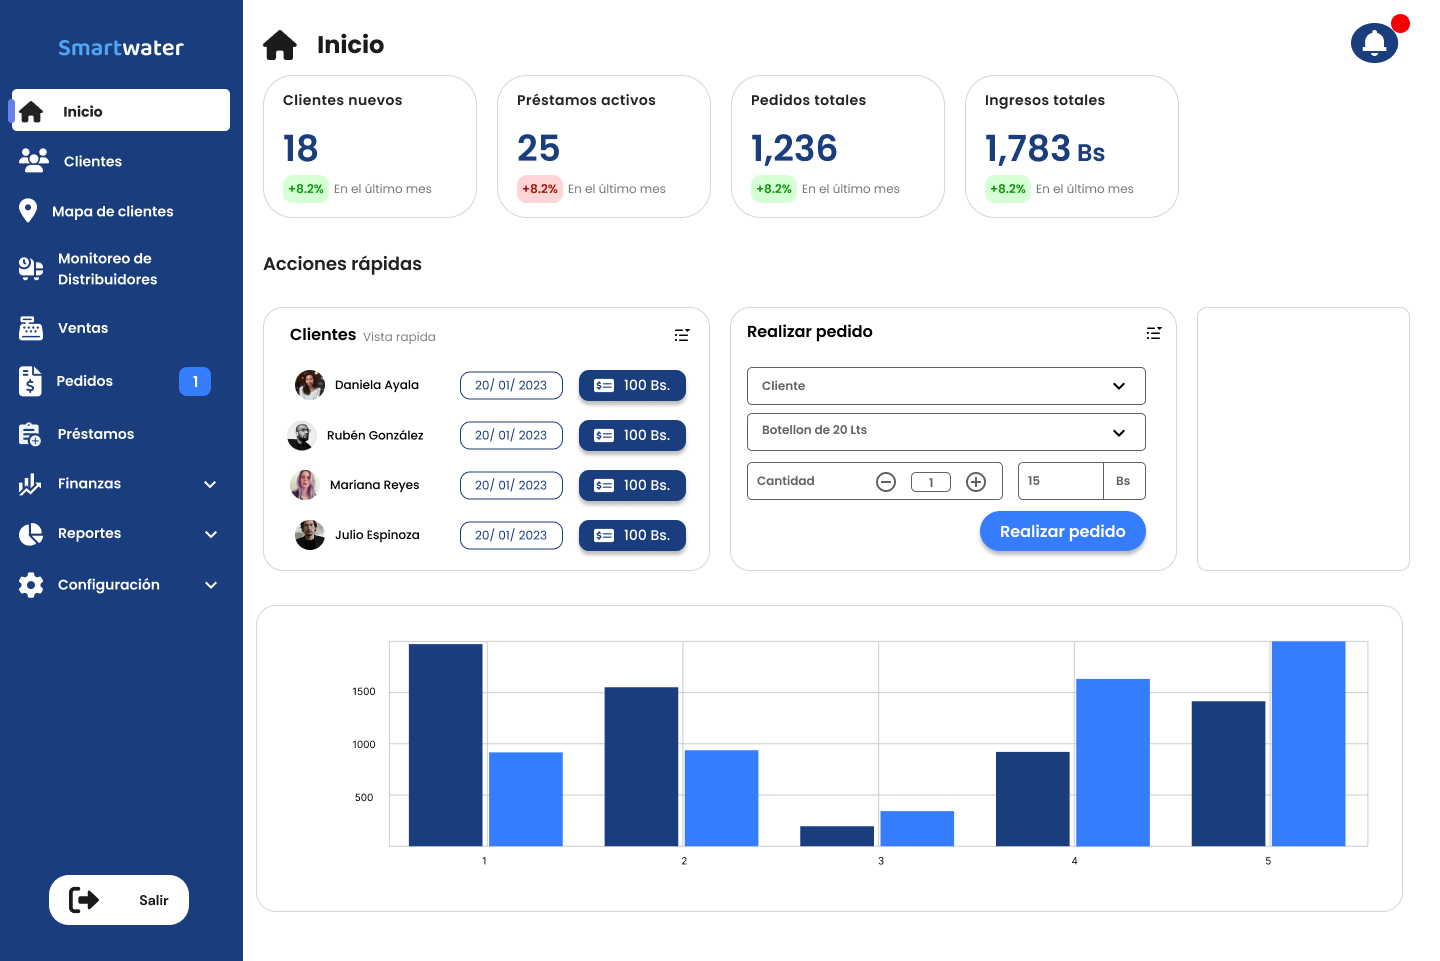 Smartwater
Inicio
Clientes
Mapa de clientes
Monitoreo de
Distribuidores
Ventas
Pedidos 1
Préstamos
Finanzas
Reportes
Configuración
Salir
Inicio
Clientes nuevos
18
+8.2% En el último mes
Préstamos activos
25
+8.2% En el último mes
Pedidos totales
1,236
+8.2% En el último mes
Ingresos totales
1,783 Bs
+8.2% En el último mes
Acciones rápidas
Clientes Vista rapida
Daniela Ayala 20/ 01/ 2023 $ 100 Bs.
Rubén González 20/ 01/ 2023 $ 100 Bs.
Mariana Reyes 20/ 01/ 2023 $ 100 Bs.
Julio Espinoza 20/ 01/ 2023 $ 100 Bs.
Realizar pedido
Cliente
Botellon de 20 Lts
Cantidad 1 15 Bs
Realizar pedido
1500
1000
500
1 2 3 4 5